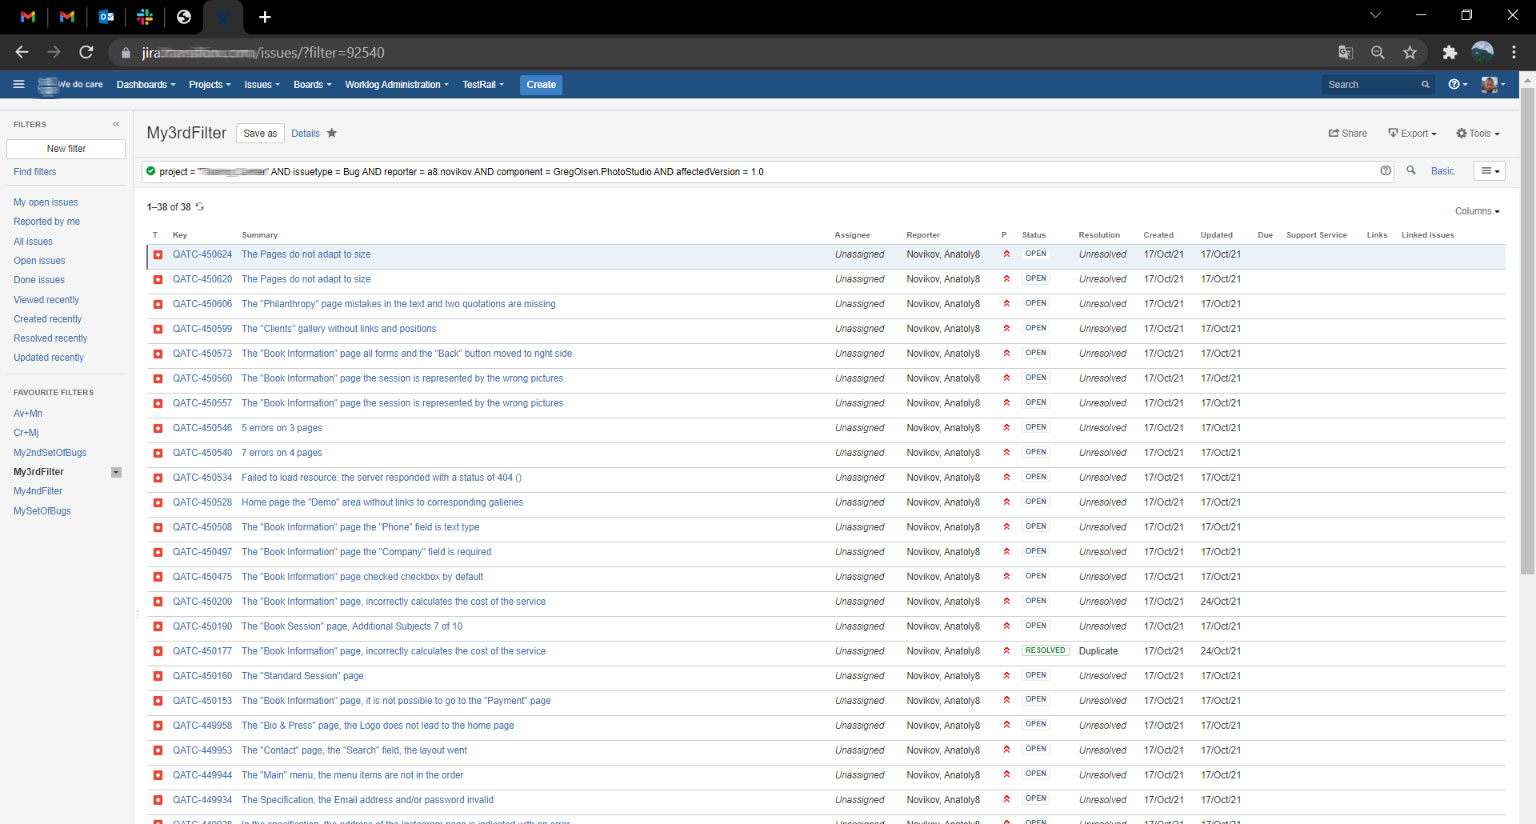 jira. /issues/?filter=92540
We do care Dashboards Projects Issues Boards Worklog Administration TestRail Create Search
FILTERS
New filter
Find filters
My open issues
Reported by me
All issues
Open issues
Done issues
Viewed recently
Created recently
Resolved recently
Updated recently
FAVOURITE FILTERS
Av+Mn
Cr+Mj
My2ndSetOfBugs
My3rdFilter
My4ndFilter
MySetOfBugs
My3rdFilter Save as Details Share Export Tools
project = " " AND issuetype = Bug AND reporter = a8.novikov AND component = GregOlsen.PhotoStudio AND affectedVersion = 1.0 Basic
1–38 of 38
Columns
T Key Summary Assignee Reporter P Status Resolution Created Updated Due Support Service Links Linked issues
QATC-450624 The Pages do not adapt to size Unassigned Novikov, Anatoly8 OPEN Unresolved 17/Oct/21 17/Oct/21
QATC-450620 The Pages do not adapt to size Unassigned Novikov, Anatoly8 OPEN Unresolved 17/Oct/21 17/Oct/21
QATC-450606 The "Philanthropy" page mistakes in the text and two quotations are missing Unassigned Novikov, Anatoly8 OPEN Unresolved 17/Oct/21 17/Oct/21
QATC-450599 The "Clients" gallery without links and positions Unassigned Novikov, Anatoly8 OPEN Unresolved 17/Oct/21 17/Oct/21
QATC-450573 The "Book Information" page all forms and the "Back" button moved to right side Unassigned Novikov, Anatoly8 OPEN Unresolved 17/Oct/21 17/Oct/21
QATC-450560 The "Book Information" page the session is represented by the wrong pictures Unassigned Novikov, Anatoly8 OPEN Unresolved 17/Oct/21 17/Oct/21
QATC-450557 The "Book Information" page the session is represented by the wrong pictures Unassigned Novikov, Anatoly8 OPEN Unresolved 17/Oct/21 17/Oct/21
QATC-450546 5 errors on 3 pages Unassigned Novikov, Anatoly8 OPEN Unresolved 17/Oct/21 17/Oct/21
QATC-450540 7 errors on 4 pages Unassigned Novikov, Anatoly8 OPEN Unresolved 17/Oct/21 17/Oct/21
QATC-450534 Failed to load resource: the server responded with a status of 404 () Unassigned Novikov, Anatoly8 OPEN Unresolved 17/Oct/21 17/Oct/21
QATC-450528 Home page the "Demo" area without links to corresponding galleries Unassigned Novikov, Anatoly8 OPEN Unresolved 17/Oct/21 17/Oct/21
QATC-450508 The "Book Information" page the "Phone" field is text type Unassigned Novikov, Anatoly8 OPEN Unresolved 17/Oct/21 17/Oct/21
QATC-450497 The "Book Information" page the "Company" field is required Unassigned Novikov, Anatoly8 OPEN Unresolved 17/Oct/21 17/Oct/21
QATC-450475 The "Book Information" page checked checkbox by default Unassigned Novikov, Anatoly8 OPEN Unresolved 17/Oct/21 17/Oct/21
QATC-450200 The "Book Information" page, incorrectly calculates the cost of the service Unassigned Novikov, Anatoly8 OPEN Unresolved 17/Oct/21 24/Oct/21
QATC-450190 The "Book Session" page, Additional Subjects 7 of 10 Unassigned Novikov, Anatoly8 OPEN Unresolved 17/Oct/21 17/Oct/21
QATC-450177 The "Book Information" page, incorrectly calculates the cost of the service Unassigned Novikov, Anatoly8 RESOLVED Duplicate 17/Oct/21 24/Oct/21
QATC-450160 The "Standard Session" page. Unassigned Novikov, Anatoly8 OPEN Unresolved 17/Oct/21 17/Oct/21
QATC-450153 The "Book Information" page, it is not possible to go to the "Payment" page Unassigned Novikov, Anatoly8 OPEN Unresolved 17/Oct/21 17/Oct/21
QATC-449958 The "Bio & Press" page, the Logo does not lead to the home page Unassigned Novikov, Anatoly8 OPEN Unresolved 17/Oct/21 17/Oct/21
QATC-449953 The "Contact" page, the "Search" field, the layout went Unassigned Novikov, Anatoly8 OPEN Unresolved 17/Oct/21 17/Oct/21
QATC-449944 The "Main" menu, the menu items are not in the order Unassigned Novikov, Anatoly8 OPEN Unresolved 17/Oct/21 17/Oct/21
QATC-449934 The Specification, the Email address and/or password invalid Unassigned Novikov, Anatoly8 OPEN Unresolved 17/Oct/21 17/Oct/21